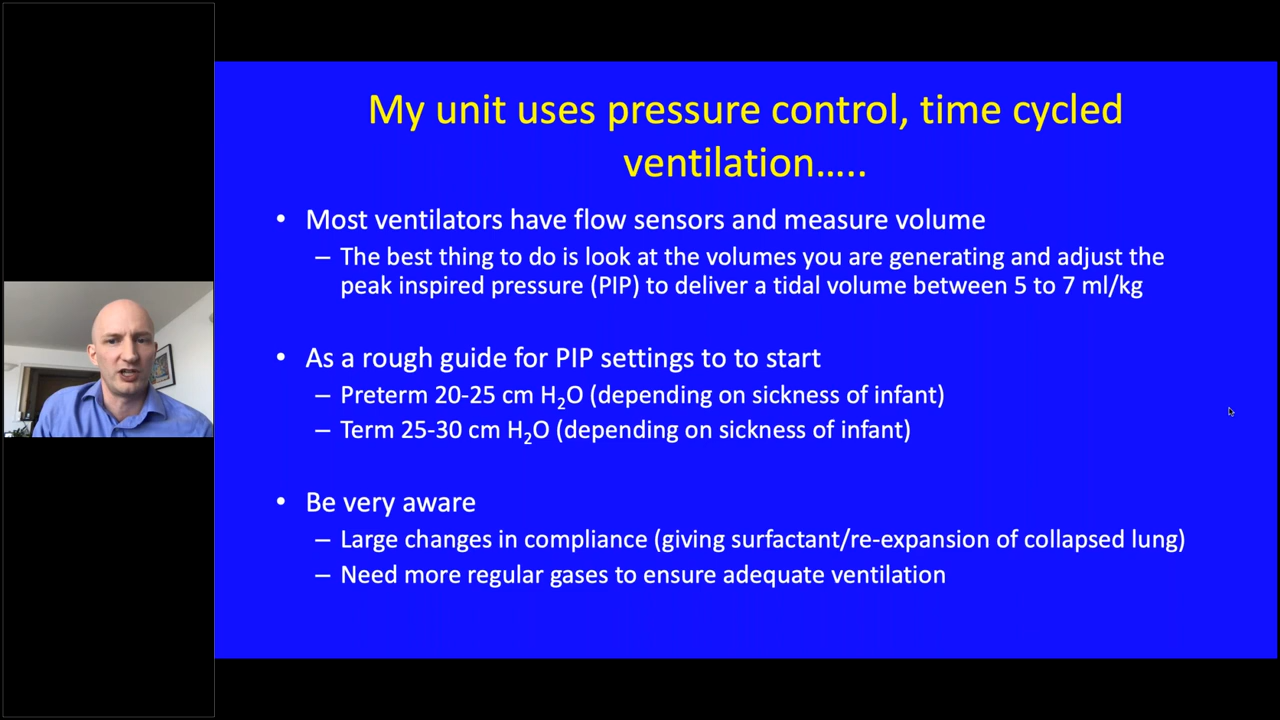 My unit uses pressure control, time cycled
ventilation.....
• Most ventilators have flow sensors and measure volume
– The best thing to do is look at the volumes you are generating and adjust the
peak inspired pressure (PIP) to deliver a tidal volume between 5 to 7 ml/kg
• As a rough guide for PIP settings to to start
– Preterm 20-25 cm H₂O (depending on sickness of infant)
– Term 25-30 cm H₂O (depending on sickness of infant)
• Be very aware
– Large changes in compliance (giving surfactant/re-expansion of collapsed lung)
– Need more regular gases to ensure adequate ventilation